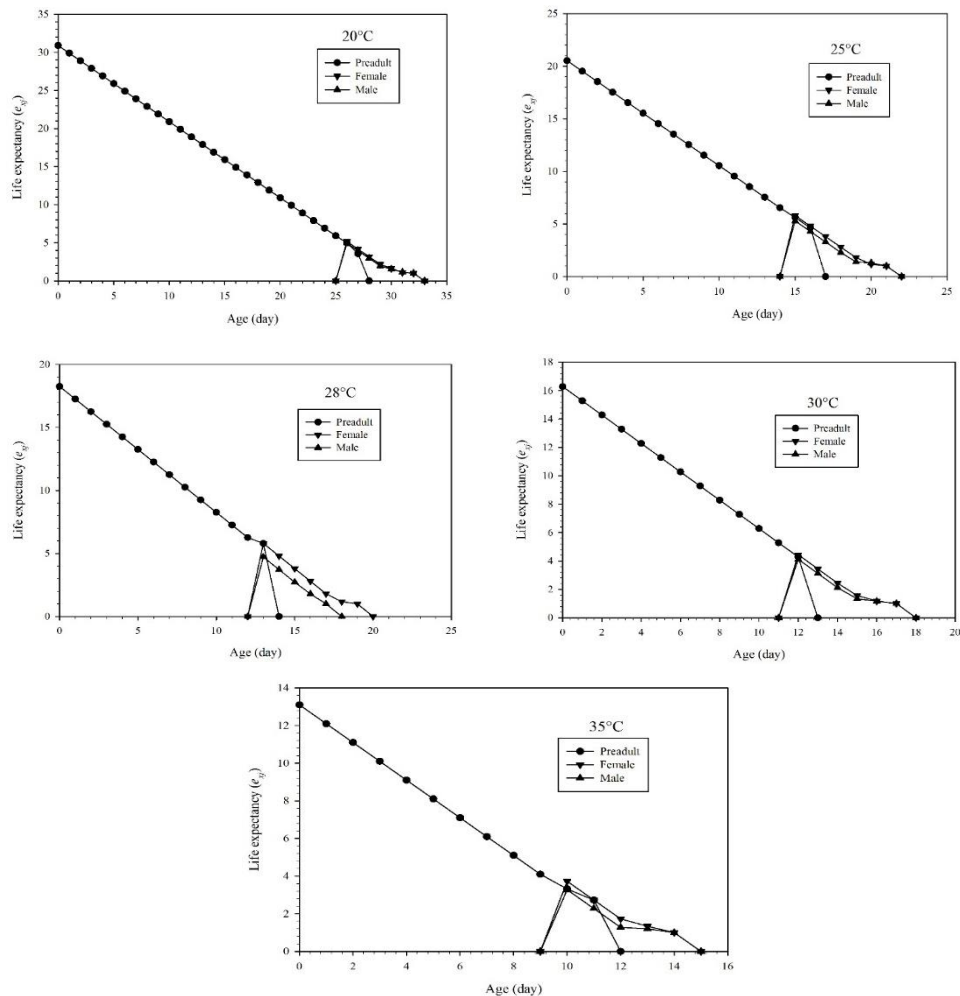 20°C
Preadult
Female
Male
Life expectancy (exj)
35
30
25
20
15
10
5
0
0 5 10 15 20 25 30 35
Age (day)
25°C
Preadult
Female
Male
Life expectancy (exj)
25
20
15
10
5
0
0 5 10 15 20 25
Age (day)
28°C
Preadult
Female
Male
Life expectancy (exj)
20
15
10
5
0
0 5 10 15 20 25
Age (day)
30°C
Preadult
Female
Male
Life expectancy (exj)
18
16
14
12
10
8
6
4
2
0
0 2 4 6 8 10 12 14 16 18 20
Age (day)
35°C
Preadult
Female
Male
Life expectancy (exj)
14
12
10
8
6
4
2
0
0 2 4 6 8 10 12 14 16
Age (day)